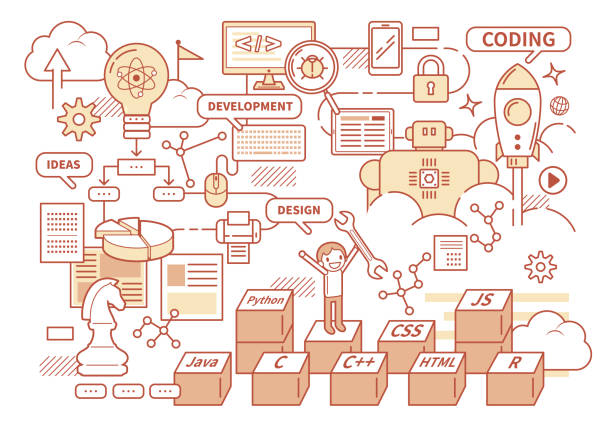 CODING
</>
DEVELOPMENT
IDEAS
DESIGN
Python
JS
CSS
Java
C
C++
HTML
R